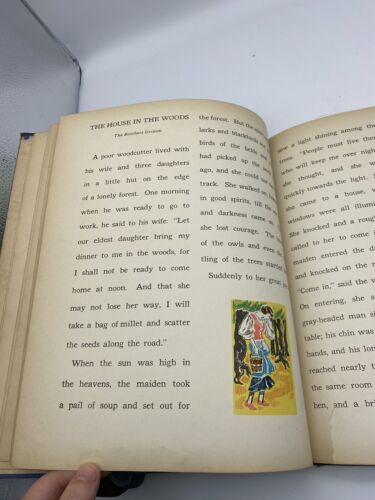 THE HOUSE IN THE WOODS
The Brothers Grimm
A poor woodcutter lived with
his wife and three daughters
in a little hut on the edge
of a lonely forest. One morning
when he was ready to go to
work, he said to his wife: "Let
our eldest daughter bring my
dinner to me in the woods, for
I shall not be ready to come
home at noon. And that she
may not lose her way, I will
take a bag of millet and scatter
the seeds along the road."
When the sun was high in
the heavens, the maiden took
a pail of soup and set out for
the forest. But the
larks and blackbirds
birds of the fields and
had picked up the
ago, and she could
track. She walked
in good spirits, till
and darkness came
she lost courage. The
of the owls and even
tling of the trees
Suddenly to her great
a light shining among the
trees. "People must live
who will keep me over night
she thought, and she
quickly towards the light.
she came to a house,
windows were all
She knocked and a
called to her to come
maiden entered the
and knocked on the
"Come in," said the
On entering, she
gray-headed man
table; his chin was
hands, and his long
reached nearly
the same room
hen, and a